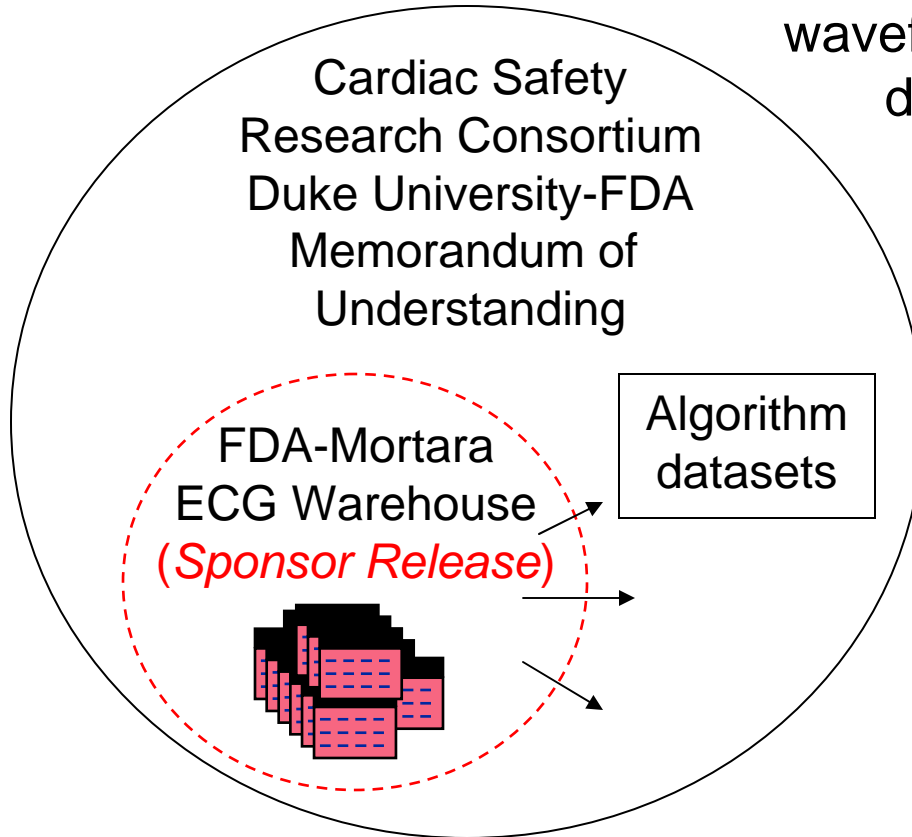 Cardiac Safety
Research Consortium
Duke University-FDA
Memorandum of
Understanding
Algorithm
datasets
FDA-Mortara
ECG Warehouse
(Sponsor Release)